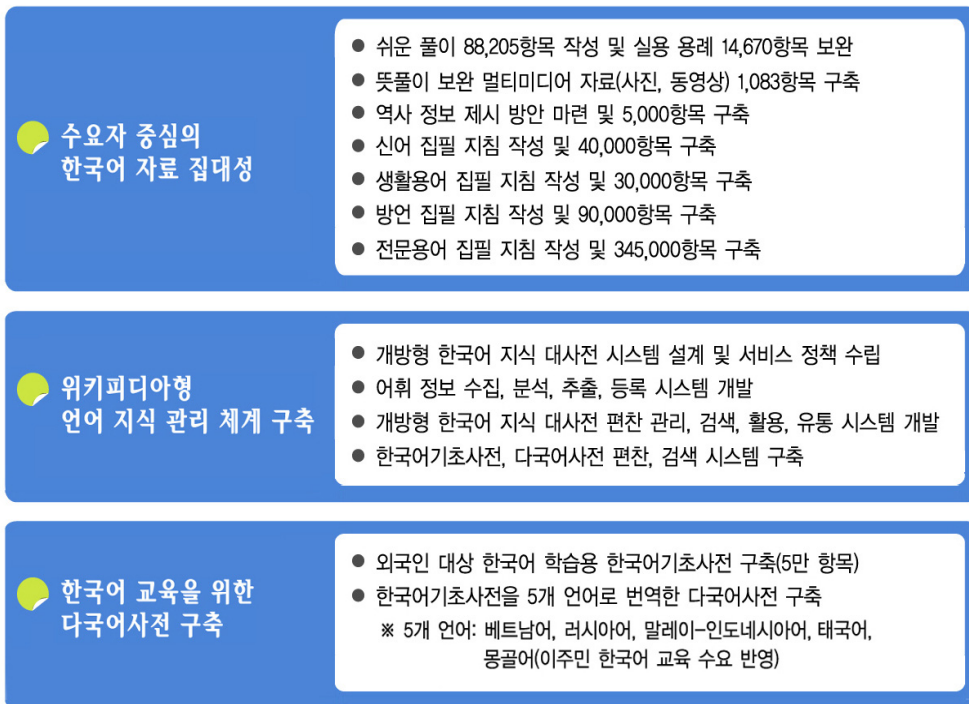 수요자 중심의
한국어 자료 집대성
● 쉬운 풀이 88,205항목 작성 및 실용 용례 14,670항목 보완
● 뜻풀이 보완 멀티미디어 자료(사진, 동영상) 1,083항목 구축
● 역사 정보 제시 방안 마련 및 5,000항목 구축
● 신어 집필 지침 작성 및 40,000항목 구축
● 생활용어 집필 지침 작성 및 30,000항목 구축
● 방언 집필 지침 작성 및 90,000항목 구축
● 전문용어 집필 지침 작성 및 345,000항목 구축
위키피디아형
언어 지식 관리 체계 구축
● 개방형 한국어 지식 대사전 시스템 설계 및 서비스 정책 수립
● 어휘 정보 수집, 분석, 추출, 등록 시스템 개발
● 개방형 한국어 지식 대사전 편찬 관리, 검색, 활용, 유통 시스템 개발
● 한국어기초사전, 다국어사전 편찬, 검색 시스템 구축
한국어 교육을 위한
다국어사전 구축
● 외국인 대상 한국어 학습용 한국어기초사전 구축(5만 항목)
● 한국어기초사전을 5개 언어로 번역한 다국어사전 구축
※ 5개 언어: 베트남어, 러시아어, 말레이-인도네시아어, 태국어,
몽골어(이주민 한국어 교육 수요 반영)